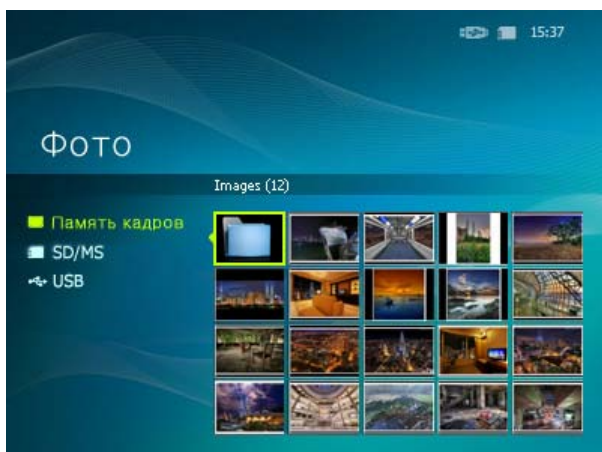 15:37
Фото
Images (12)
Память кадров
SD/MS
USB